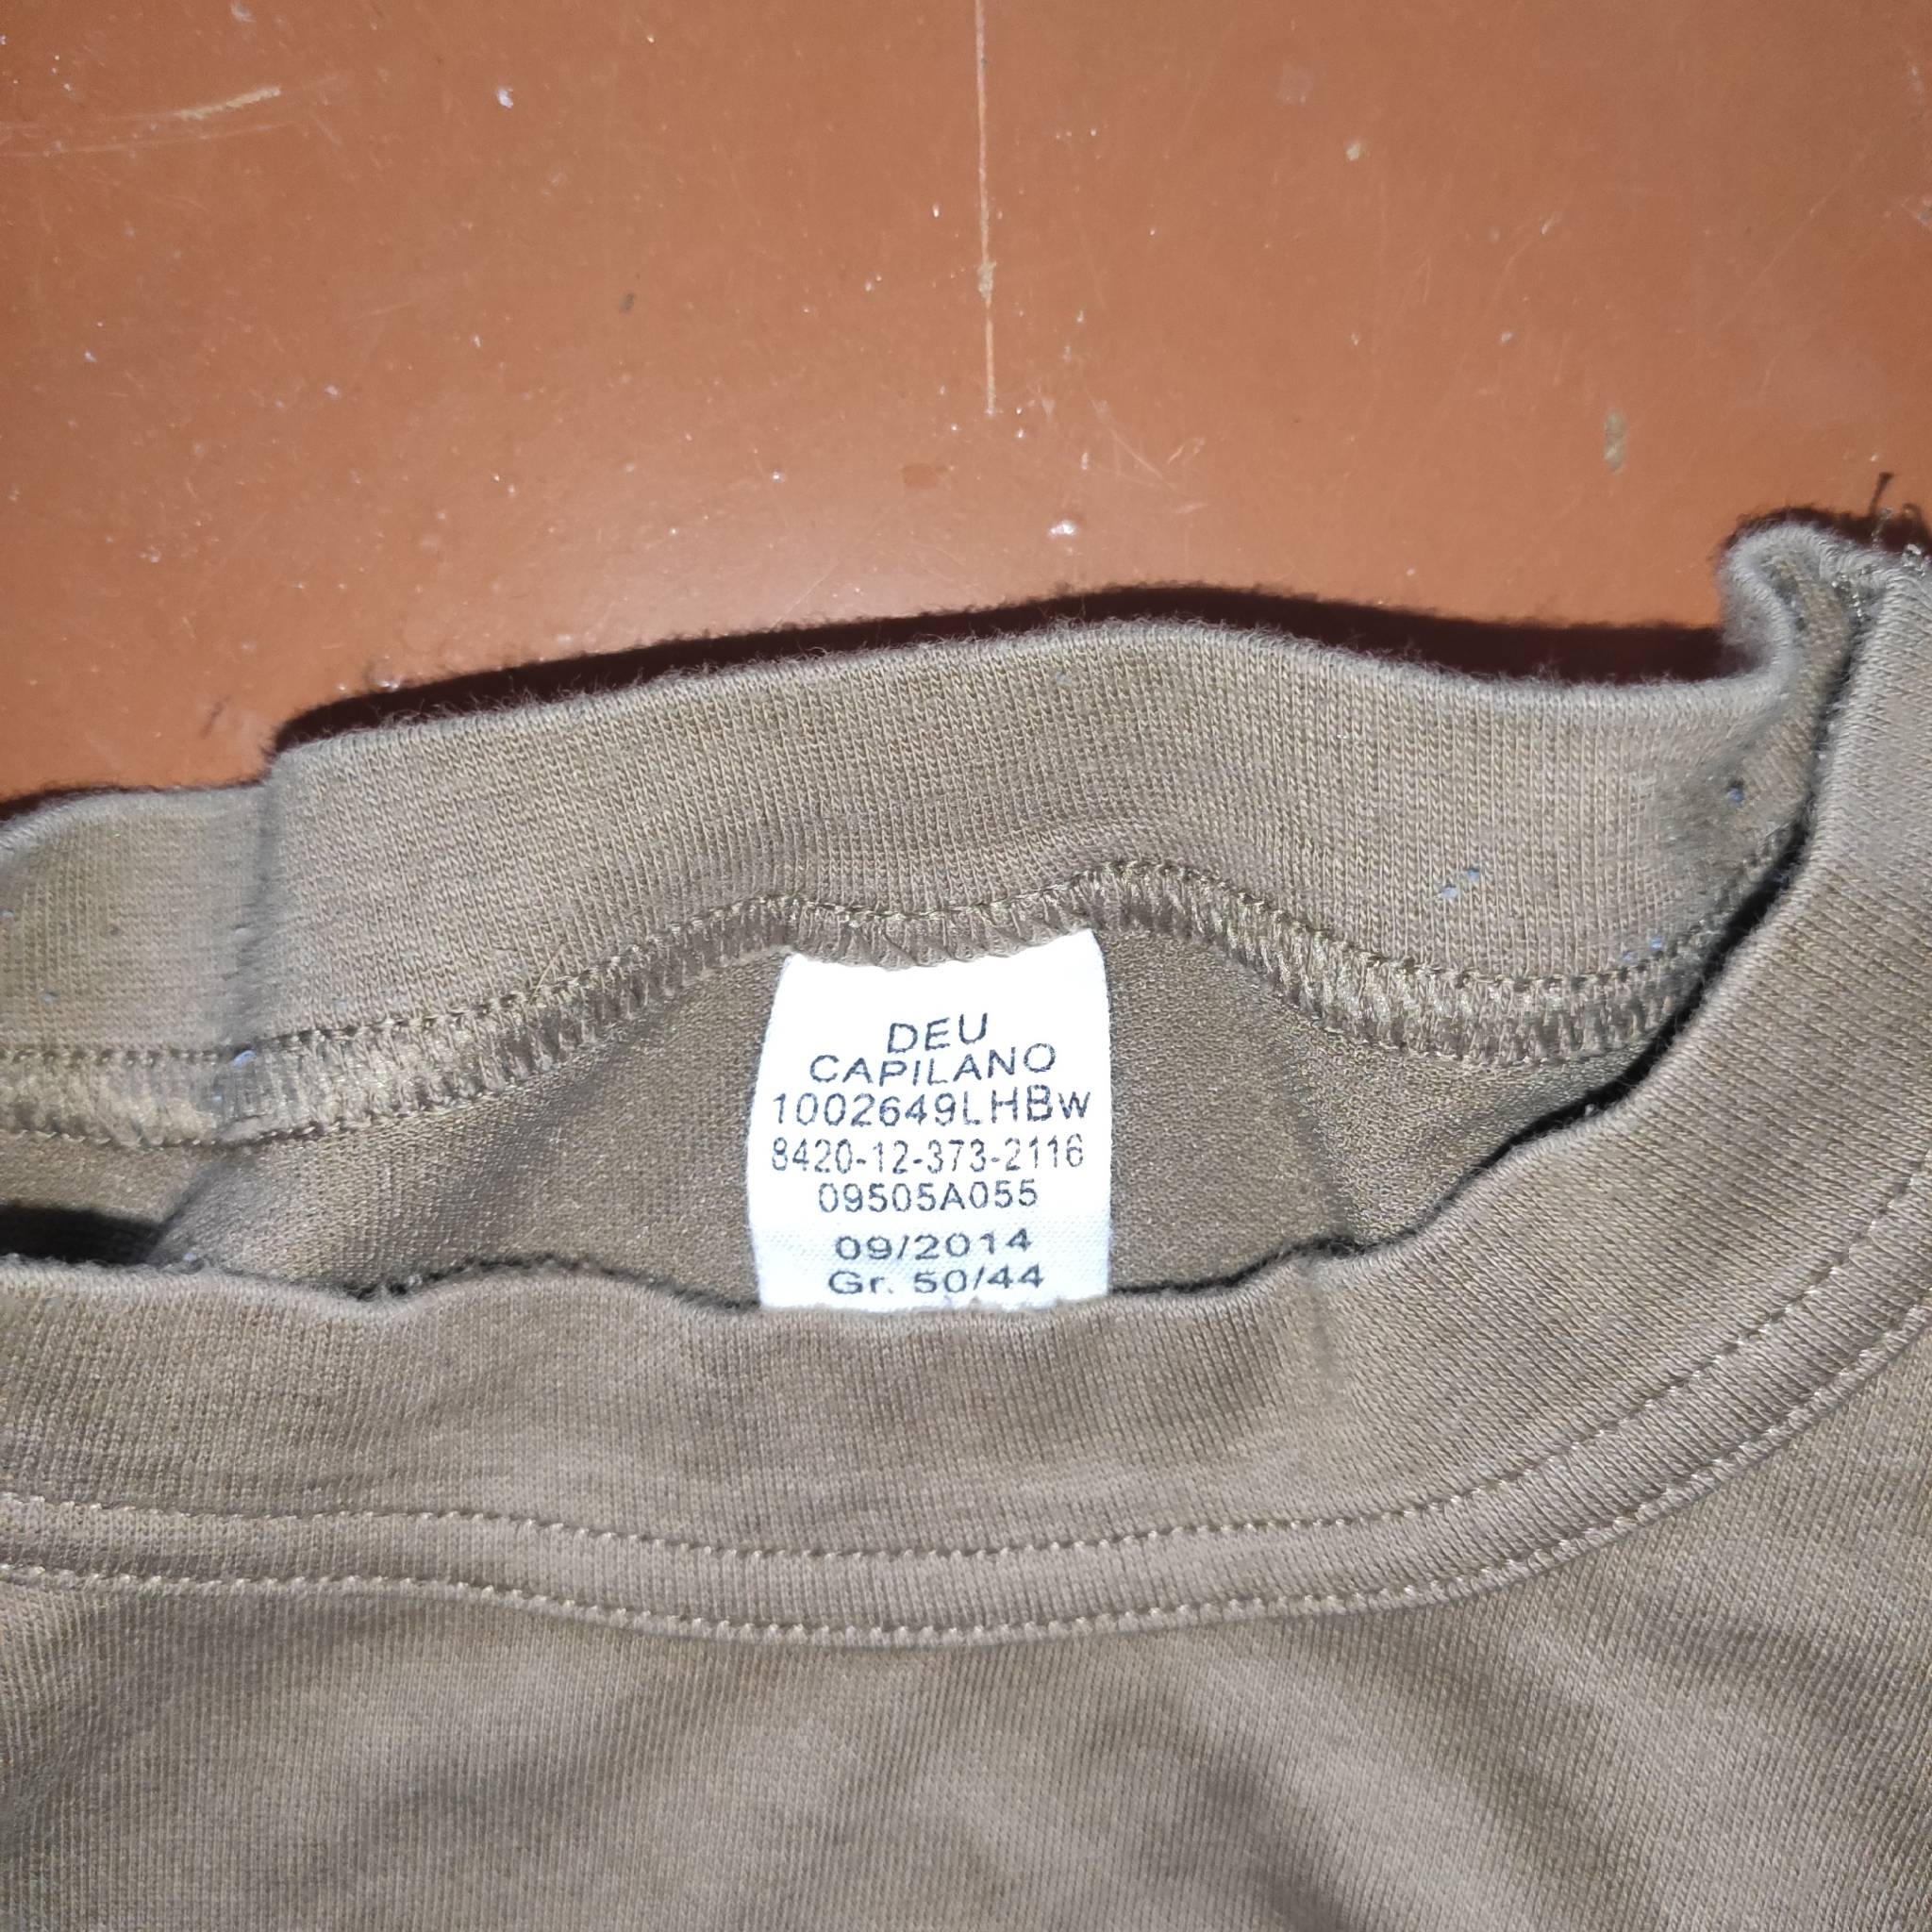 DEU
CAPILANO
1002649LHBw
8420-12-373-2116
09505A055
09/2014
Gr. 50/44